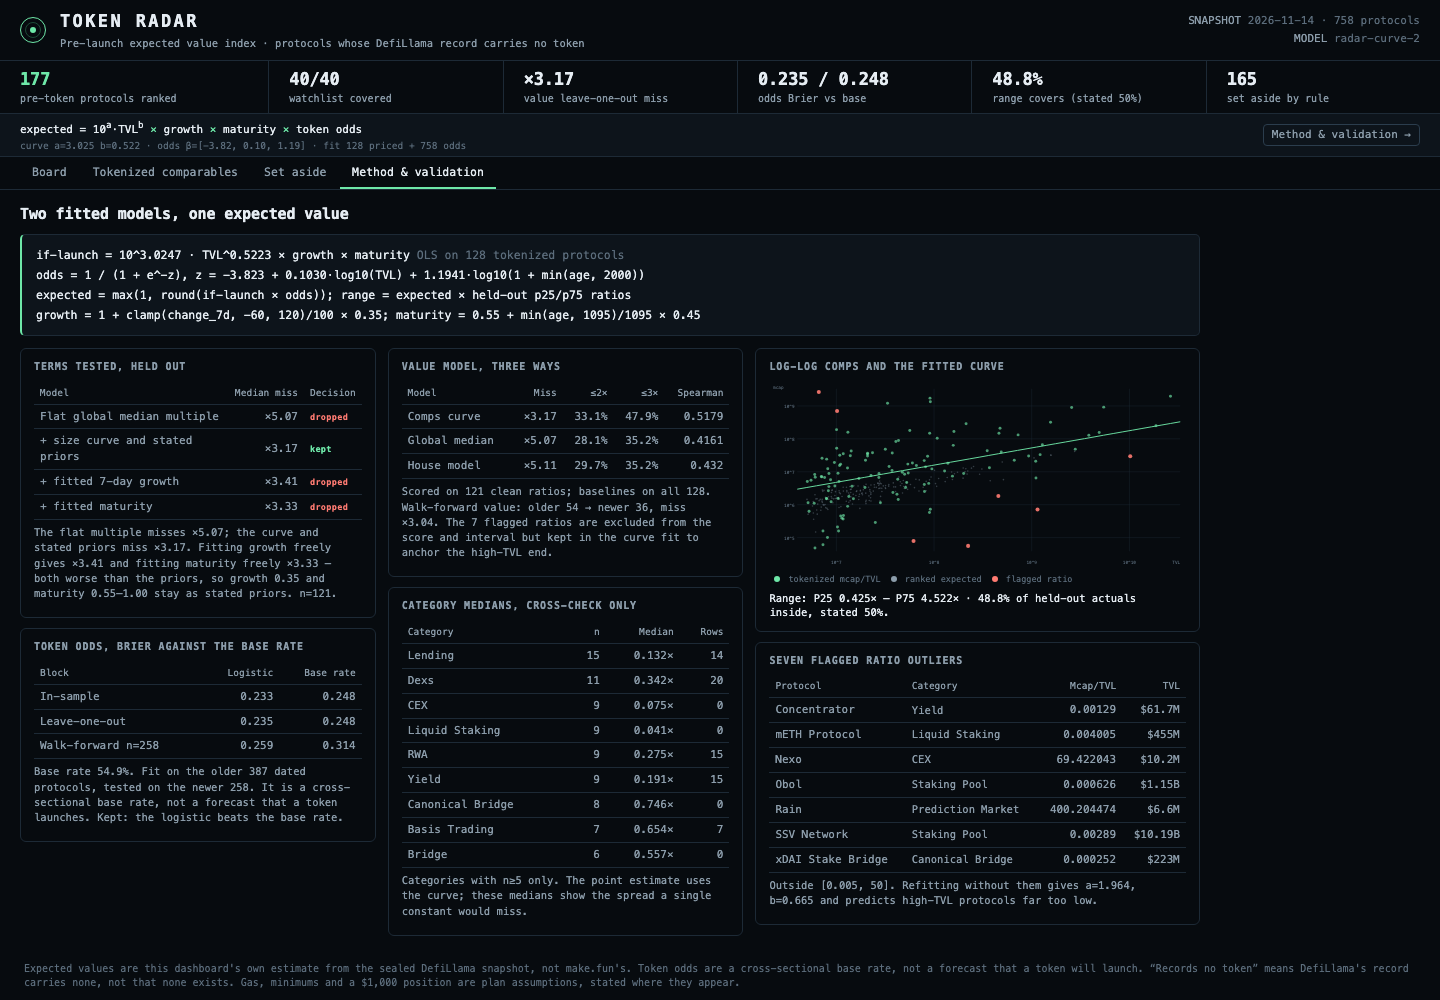 TOKEN RADAR
Pre-launch expected value index · protocols whose DefiLlama record carries no token
SNAPSHOT 2026-11-14 · 758 protocols
MODEL radar-curve-2
177
pre-token protocols ranked
40/40
watchlist covered
×3.17
value leave-one-out miss
0.235 / 0.248
odds Brier vs base
48.8%
range covers (stated 50%)
165
set aside by rule
expected = 10^a·TVL^b × growth × maturity × token odds
curve a=3.025 b=0.522 · odds β=[-3.82, 0.10, 1.19] · fit 128 priced + 758 odds
Method & validation →
Board Tokenized comparables Set aside Method & validation
Two fitted models, one expected value
if-launch = 10^3.0247 · TVL^0.5223 × growth × maturity OLS on 128 tokenized protocols
odds = 1 / (1 + e^-z), z = -3.823 + 0.1030·log10(TVL) + 1.1941·log10(1 + min(age, 2000))
expected = max(1, round(if-launch × odds)); range = expected × held-out p25/p75 ratios
growth = 1 + clamp(change_7d, -60, 120)/100 × 0.35; maturity = 0.55 + min(age, 1095)/1095 × 0.45
TERMS TESTED, HELD OUT
Model Median miss Decision
Flat global median multiple ×5.07 dropped
+ size curve and stated
priors ×3.17 kept
+ fitted 7-day growth ×3.41 dropped
+ fitted maturity ×3.33 dropped
The flat multiple misses ×5.07; the curve and
stated priors miss ×3.17. Fitting growth freely
gives ×3.41 and fitting maturity freely ×3.33 —
both worse than the priors, so growth 0.35 and
maturity 0.55–1.00 stay as stated priors. n=121.
TOKEN ODDS, BRIER AGAINST THE BASE RATE
Block Logistic Base rate
In-sample 0.233 0.248
Leave-one-out 0.235 0.248
Walk-forward n=258 0.259 0.314
Base rate 54.9%. Fit on the older 387 dated
protocols, tested on the newer 258. It is a cross-
sectional base rate, not a forecast that a token
launches. Kept: the logistic beats the base rate.
VALUE MODEL, THREE WAYS
Model Miss ≤2× ≤3× Spearman
Comps curve ×3.17 33.1% 47.9% 0.5179
Global median ×5.07 28.1% 35.2% 0.4161
House model ×5.11 29.7% 35.2% 0.432
Scored on 121 clean ratios; baselines on all 128.
Walk-forward value: older 54 → newer 36, miss
×3.04. The 7 flagged ratios are excluded from the
score and interval but kept in the curve fit to
anchor the high-TVL end.
CATEGORY MEDIANS, CROSS-CHECK ONLY
Category n Median Rows
Lending 15 0.132× 14
Dexs 11 0.342× 20
CEX 9 0.075× 0
Liquid Staking 9 0.041× 0
RWA 9 0.275× 15
Yield 9 0.191× 15
Canonical Bridge 8 0.746× 0
Basis Trading 7 0.654× 7
Bridge 6 0.557× 0
Categories with n≥5 only. The point estimate uses
the curve; these medians show the spread a single
constant would miss.
LOG-LOG COMPS AND THE FITTED CURVE
mcap
10^9
10^8
10^7
10^6
10^5
10^7 10^8 10^9 10^10 TVL
tokenized mcap/TVL ranked expected flagged ratio
Range: P25 0.425× — P75 4.522× · 48.8% of held-out actuals
inside, stated 50%.
SEVEN FLAGGED RATIO OUTLIERS
Protocol Category Mcap/TVL TVL
Concentrator Yield 0.00129 $61.7M
mETH Protocol Liquid Staking 0.004005 $455M
Nexo CEX 69.422043 $10.2M
Obol Staking Pool 0.000626 $1.15B
Rain Prediction Market 400.204474 $6.6M
SSV Network Staking Pool 0.00289 $10.19B
xDAI Stake Bridge Canonical Bridge 0.000252 $223M
Outside [0.005, 50]. Refitting without them gives a=1.964,
b=0.665 and predicts high-TVL protocols far too low.
Expected values are this dashboard's own estimate from the sealed DefiLlama snapshot, not make.fun's. Token odds are a cross-sectional base rate, not a forecast that a token will launch. “Records no token” means DefiLlama's record
carries none, not that none exists. Gas, minimums and a $1,000 position are plan assumptions, stated where they appear.